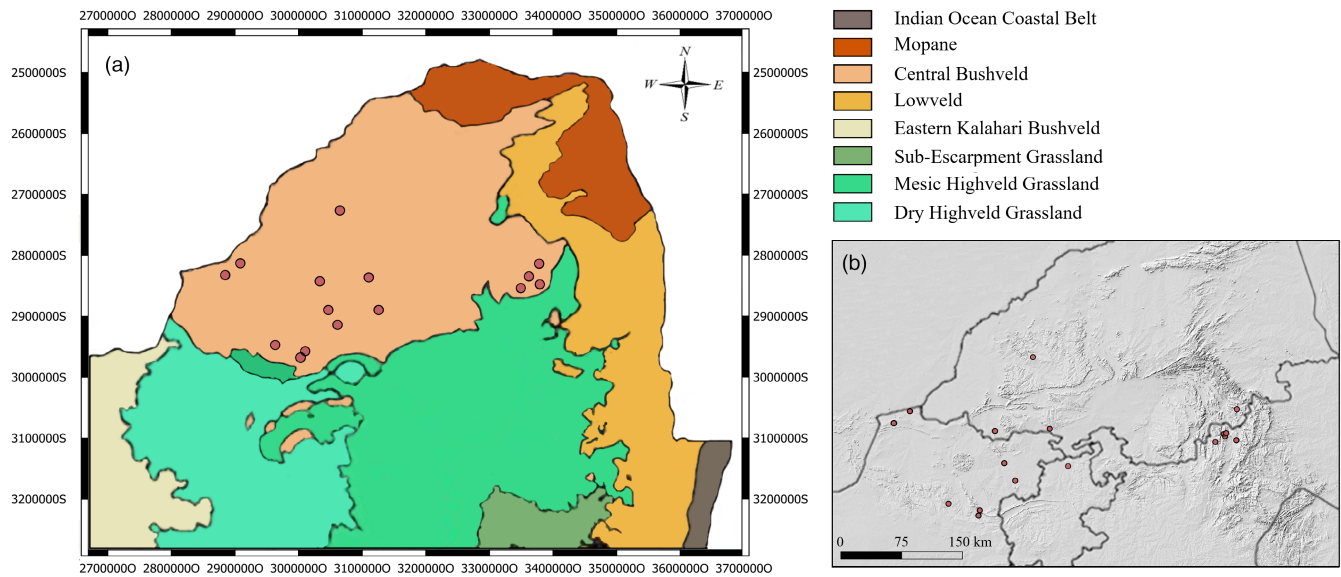 2700000O 2800000O 2900000O 3000000O 3100000O 3200000O 3300000O 3400000O 3500000O 3600000O 3700000O
(a)
N
W E
S
2500000S 2500000S
2600000S 2600000S
2700000S 2700000S
2800000S 2800000S
2900000S 2900000S
3000000S 3000000S
3100000S 3100000S
3200000S 3200000S
2700000O 2800000O 2900000O 3000000O 3100000O 3200000O 3300000O 3400000O 3500000O 3600000O 3700000O
Indian Ocean Coastal Belt
Mopane
Central Bushveld
Lowveld
Eastern Kalahari Bushveld
Sub-Escarpment Grassland
Mesic Highveld Grassland
Dry Highveld Grassland
(b)
0 75 150 km